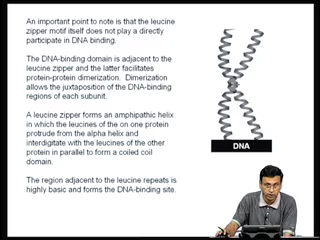 An important point to note is that the leucine
zipper motif itself does not play a directly
participate in DNA binding.
The DNA-binding domain is adjacent to the
leucine zipper and the latter facilitates
protein-protein dimerization.  Dimerization
allows the juxtaposition of the DNA-binding
regions of each subunit.
A leucine zipper forms an amphipathic helix
in which the leucines of the on one protein
protrude from the alpha helix and
interdigitate with the leucines of the other
protein in parallel to form a coiled coil
domain.
The region adjacent to the leucine repeats is
highly basic and forms the DNA-binding site.
DNA